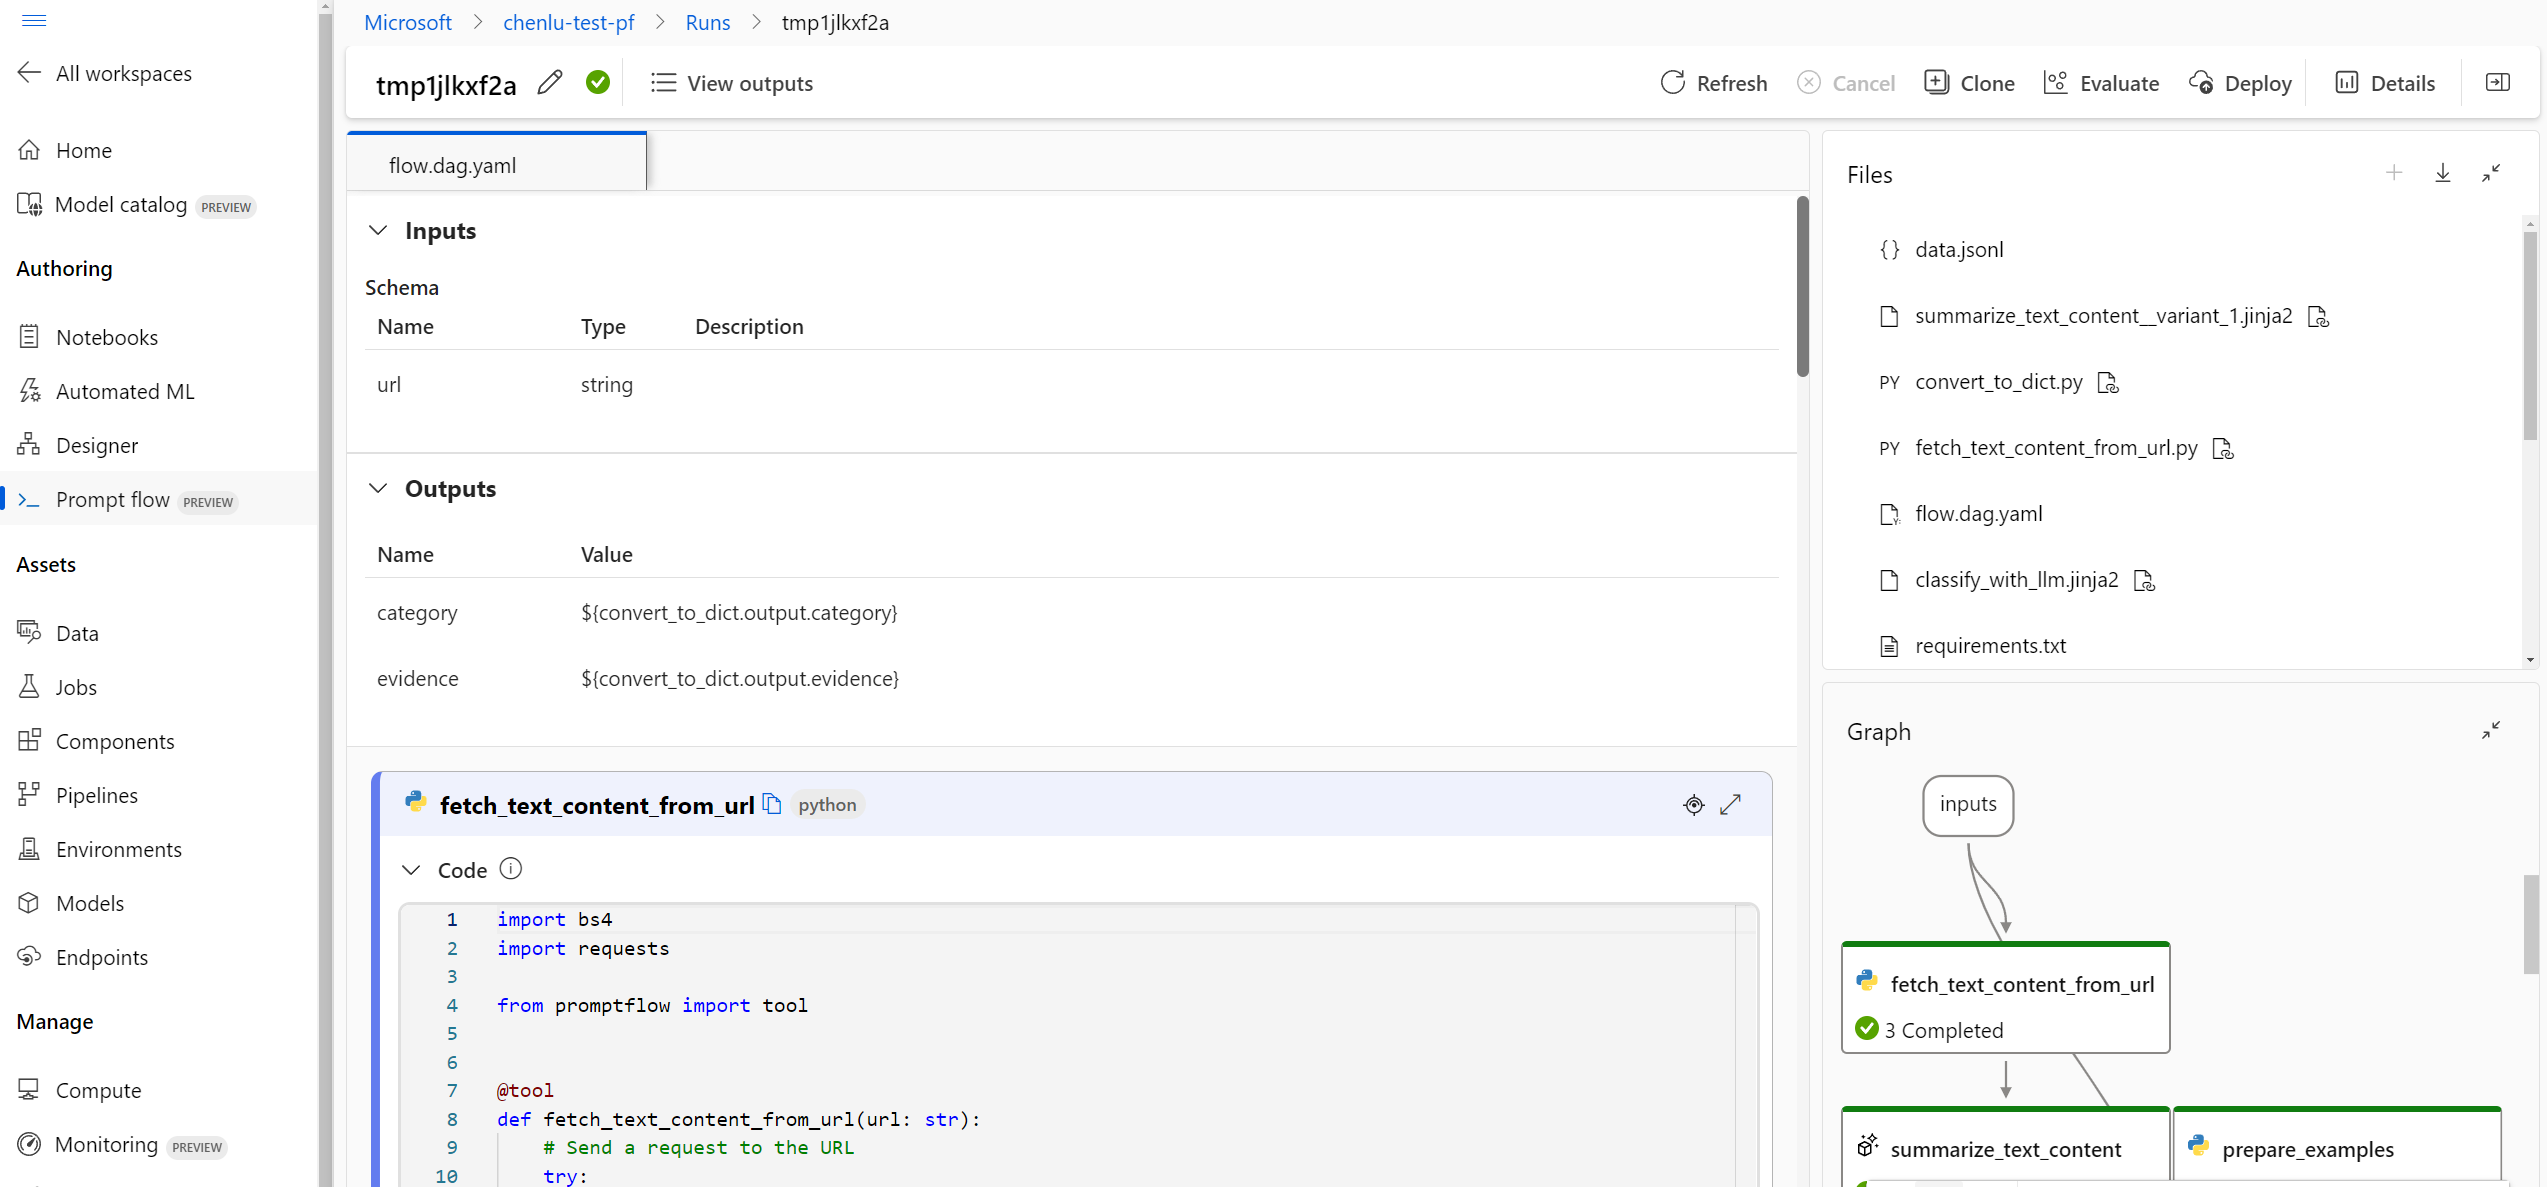 Microsoft > chenlu-test-pf > Runs > tmp1jlkxf2a
All workspaces
Home
Model catalog PREVIEW
Authoring
Notebooks
Automated ML
Designer
Prompt flow PREVIEW
Assets
Data
Jobs
Components
Pipelines
Environments
Models
Endpoints
Manage
Compute
Monitoring PREVIEW
tmp1jlkxf2a View outputs Refresh Cancel Clone Evaluate Deploy Details
flow.dag.yaml
Inputs
Schema
Name Type Description
url string
Outputs
Name Value
category ${convert_to_dict.output.category}
evidence ${convert_to_dict.output.evidence}
fetch_text_content_from_url python
Code
1 import bs4
2 import requests
3
4 from promptflow import tool
5
6
7 @tool
8 def fetch_text_content_from_url(url: str):
9 # Send a request to the URL
10 try:
Files
{} data.jsonl
summarize_text_content__variant_1.jinja2
PY convert_to_dict.py
PY fetch_text_content_from_url.py
flow.dag.yaml
classify_with_llm.jinja2
requirements.txt
Graph
inputs
fetch_text_content_from_url
3 Completed
summarize_text_content
prepare_examples